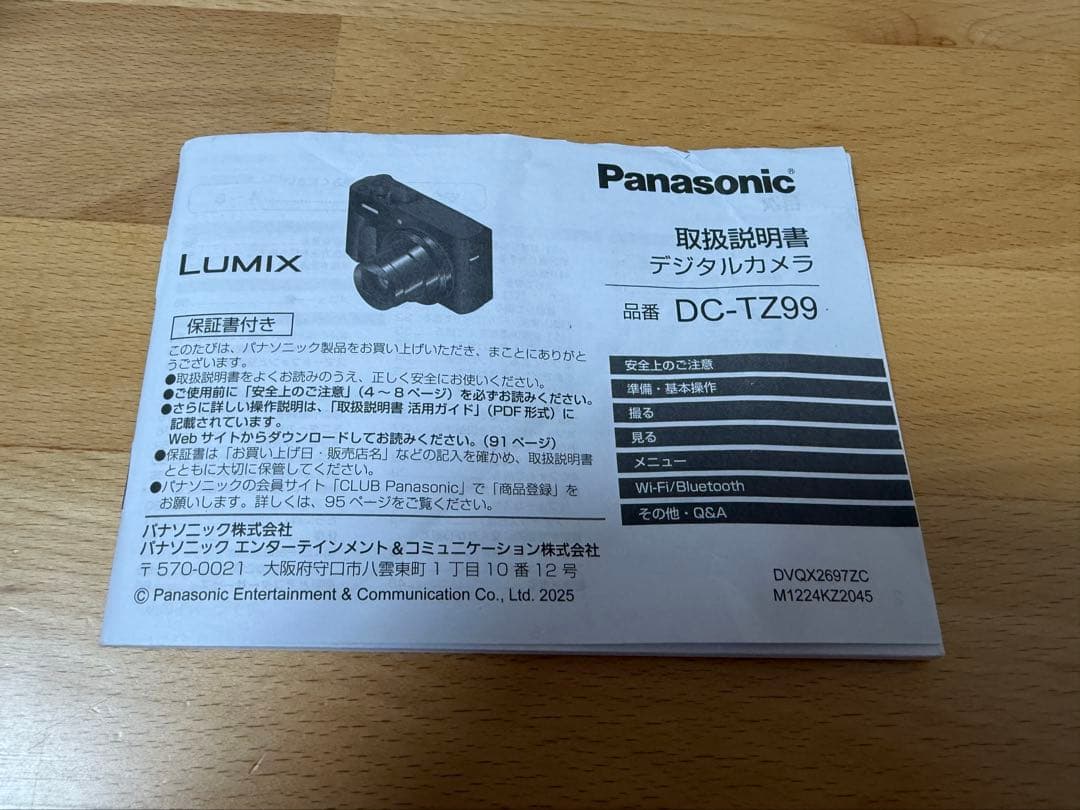 Panasonic®
取扱説明書
デジタルカメラ
品番 DC-TZ99
LUMIX
保証書付き
このたびは、パナソニック製品をお買い上げいただき、まことにありがと
うございます。
●取扱説明書をよくお読みのうえ、正しく安全にお使いください。
●ご使用前に「安全上のご注意」(4~8ページ)を必ずお読みください。
●さらに詳しい操作説明は、「取扱説明書 活用ガイド」(PDF形式)に
記載されています。
Webサイトからダウンロードしてお読みください。(91ページ)
●保証書は「お買い上げ日・販売店名」などの記入を確かめ、取扱説明書
とともに大切に保管してください。
●パナソニックの会員サイト「CLUB Panasonic」で「商品登録」を
お願いします。詳しくは、95ページをご覧ください。
パナソニック株式会社
パナソニック エンターテインメント&コミュニケーション株式会社
〒570-0021 大阪府守口市八雲東町1丁目10番12号
© Panasonic Entertainment & Communication Co., Ltd. 2025
安全上のご注意
準備・基本操作
撮る
見る
メニュー
Wi-Fi/Bluetooth
その他・Q&A
DVQX2697ZC
M1224KZ2045